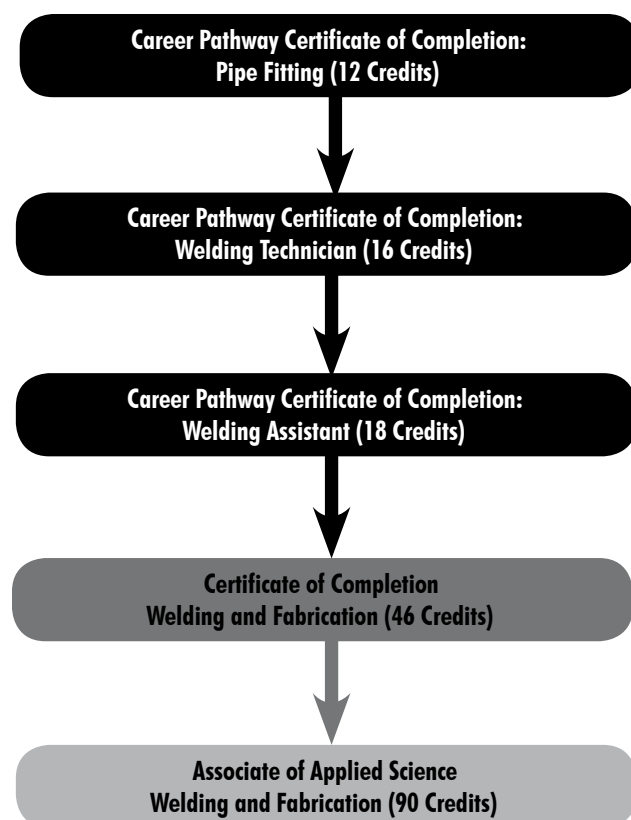 Career Pathway Certificate of Completion:
Pipe Fitting (12 Credits)
Career Pathway Certificate of Completion:
Welding Technician (16 Credits)
Career Pathway Certificate of Completion:
Welding Assistant (18 Credits)
Certificate of Completion
Welding and Fabrication (46 Credits)
Associate of Applied Science
Welding and Fabrication (90 Credits)